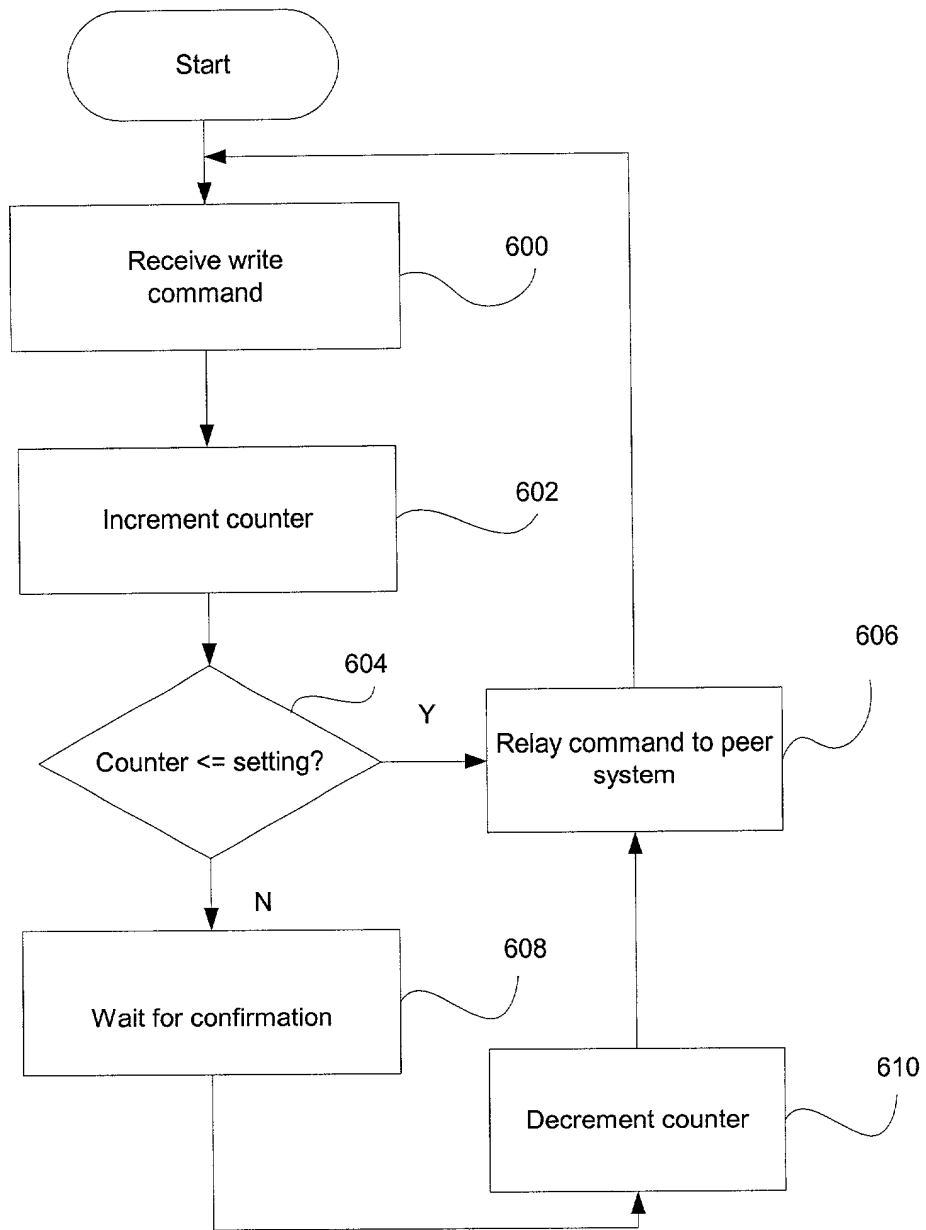 Start
Receive write
command
600
Increment counter
602
604
Counter <= setting?
Y
606
Relay command to peer
system
N
608
Wait for confirmation
610
Decrement counter